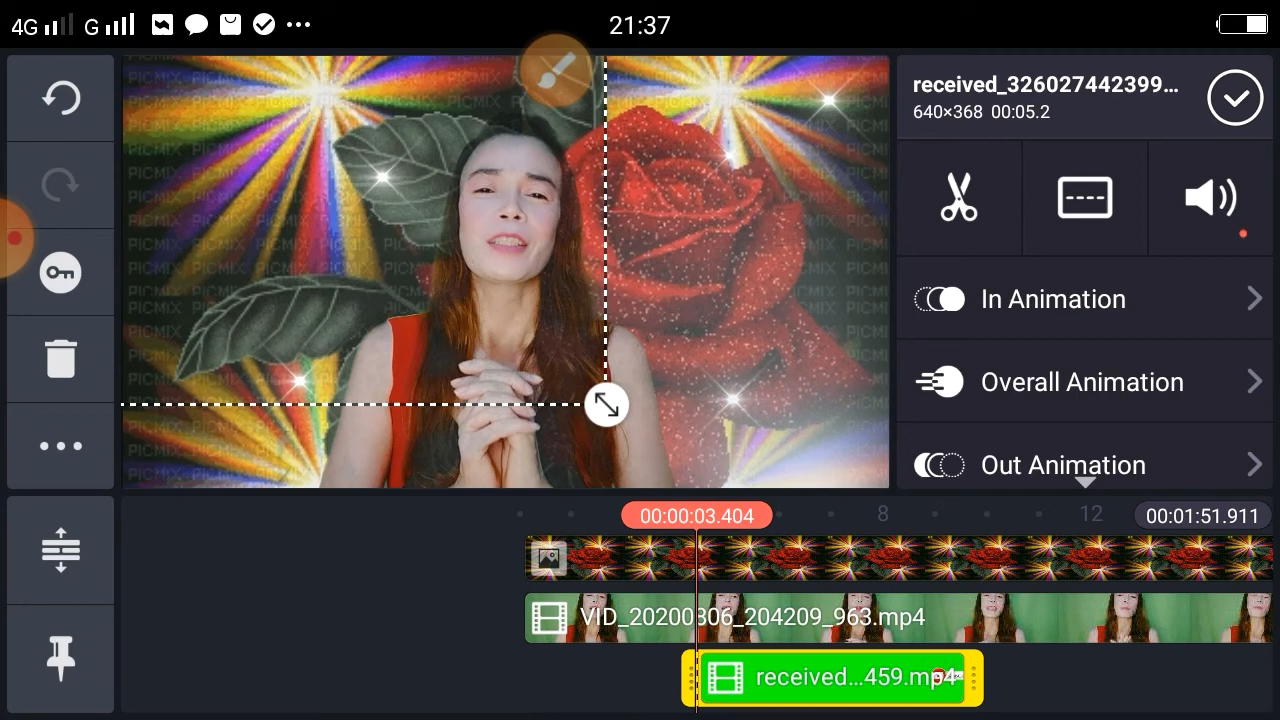 4G G 21:37
received_326027442399...
640×368 00:05.2
In Animation
Overall Animation
Out Animation
00:00:03.404 8 12 00:01:51.911
VID_20200306_204209_963.mp4
received...459.mp4
PICMIX